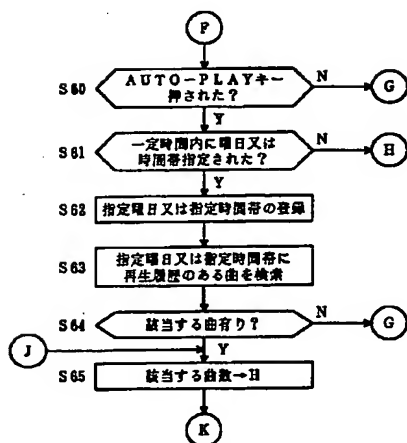 F
S60
AUTO-PLAYキー
押された?
N
G
Y
S61
一定時間内に曜日又は
時間帯指定された?
N
H
Y
S62
指定曜日又は指定時間帯の登録
S63
指定曜日又は指定時間帯に
再生履歴のある曲を検索
S64
該当する曲有り?
N
G
J
Y
S65
該当する曲数→H
K